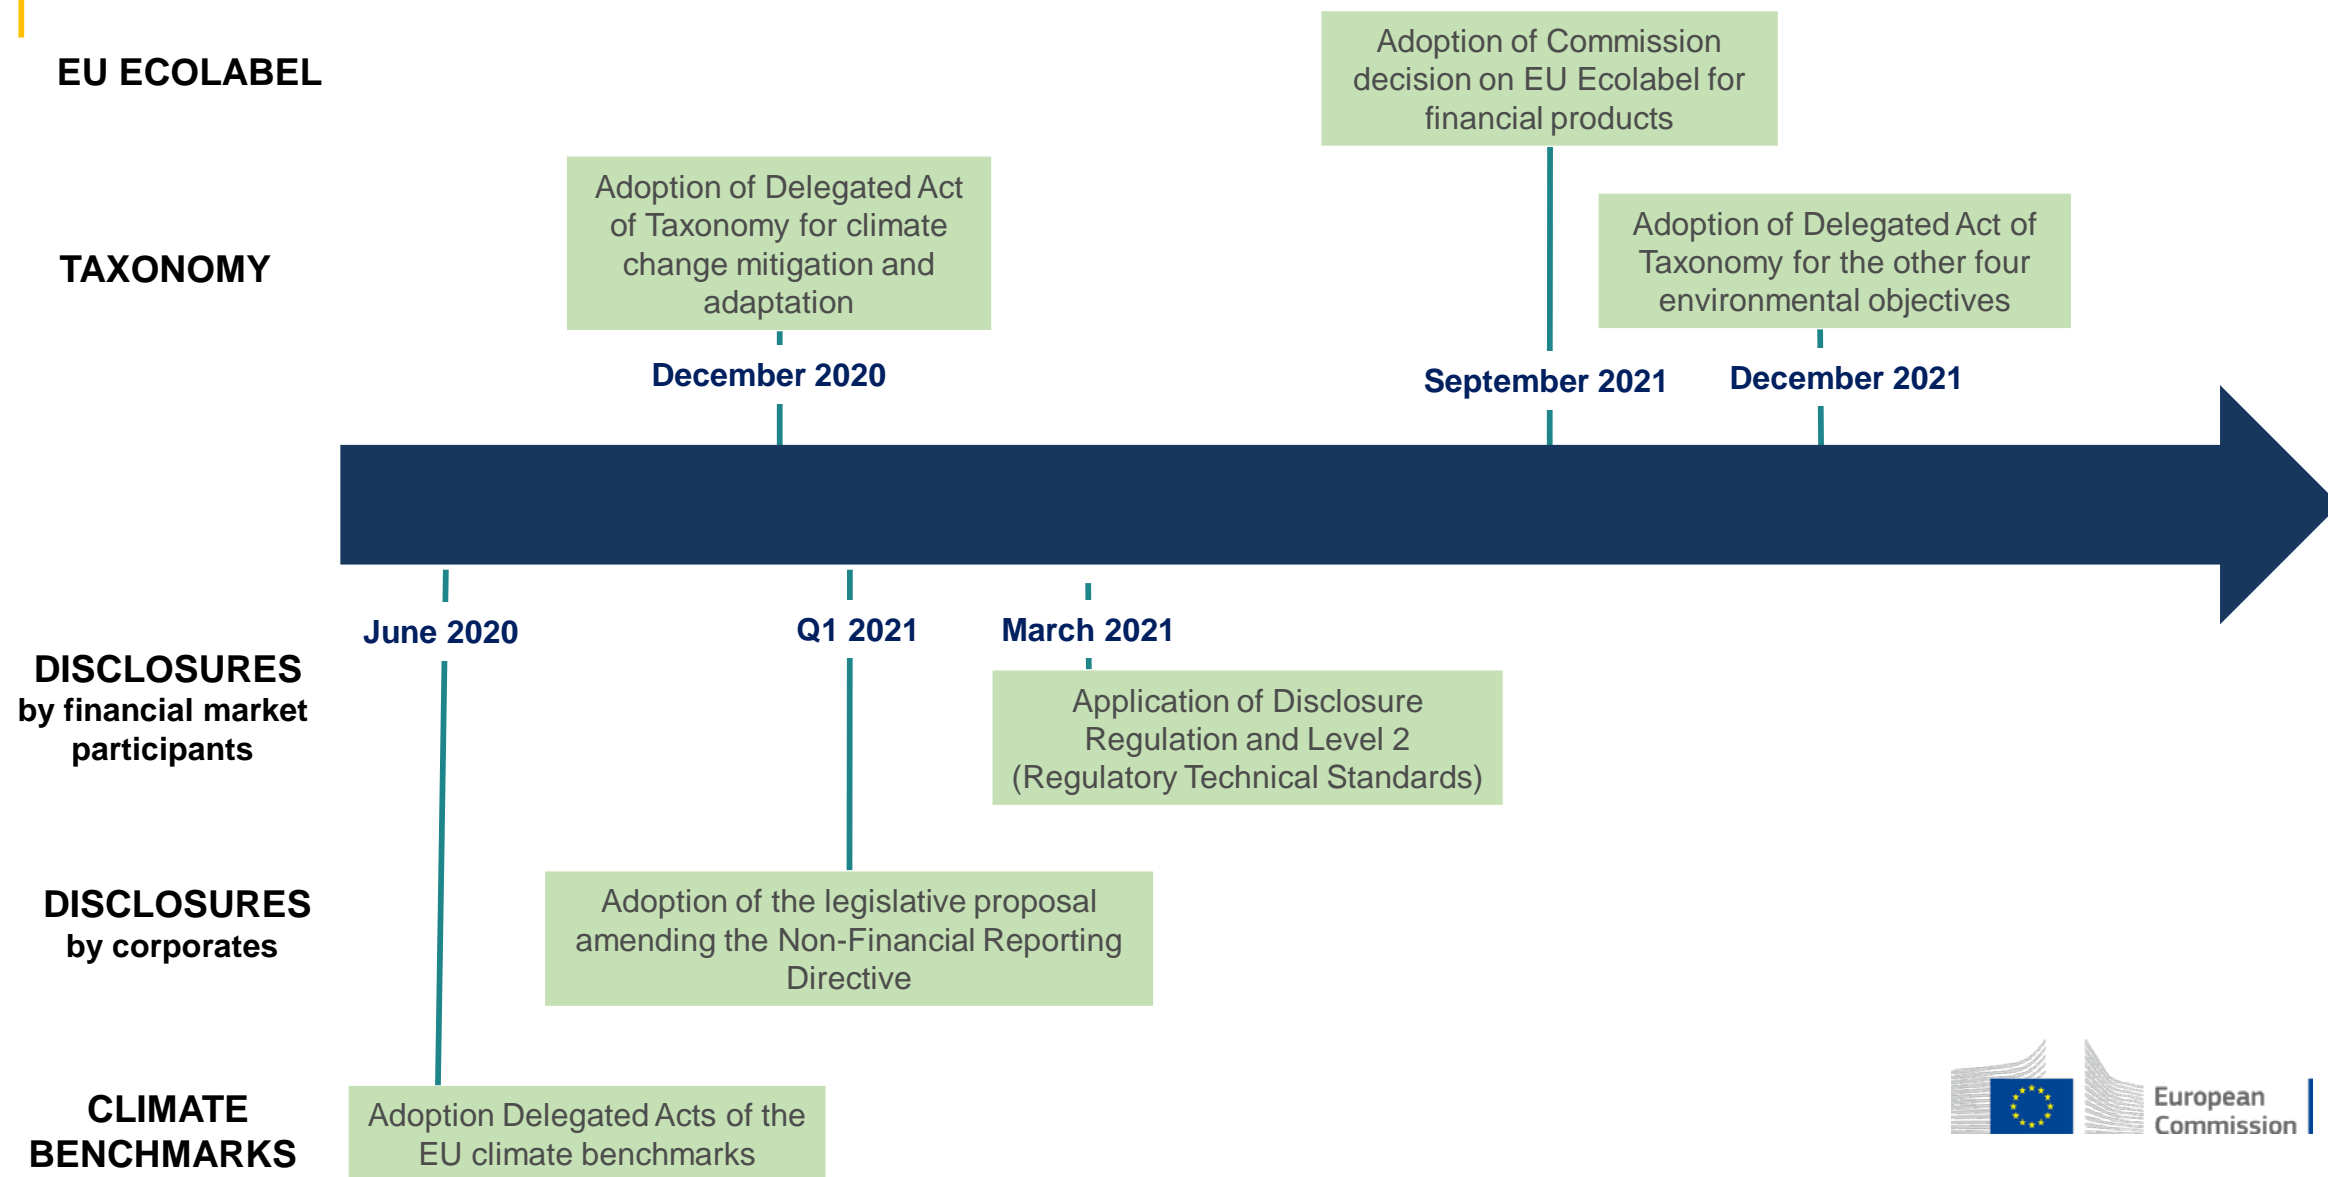 EU ECOLABEL
Adoption of Commission
decision on EU Ecolabel for
financial products
TAXONOMY
Adoption of Delegated Act
of Taxonomy for climate
change mitigation and
adaptation
Adoption of Delegated Act of
Taxonomy for the other four
environmental objectives
December 2020
September 2021
December 2021
June 2020
Q1 2021
March 2021
DISCLOSURES
by financial market
participants
Application of Disclosure
Regulation and Level 2
(Regulatory Technical Standards)
DISCLOSURES
by corporates
Adoption of the legislative proposal
amending the Non-Financial Reporting
Directive
CLIMATE
BENCHMARKS
Adoption Delegated Acts of the
EU climate benchmarks
European
Commission